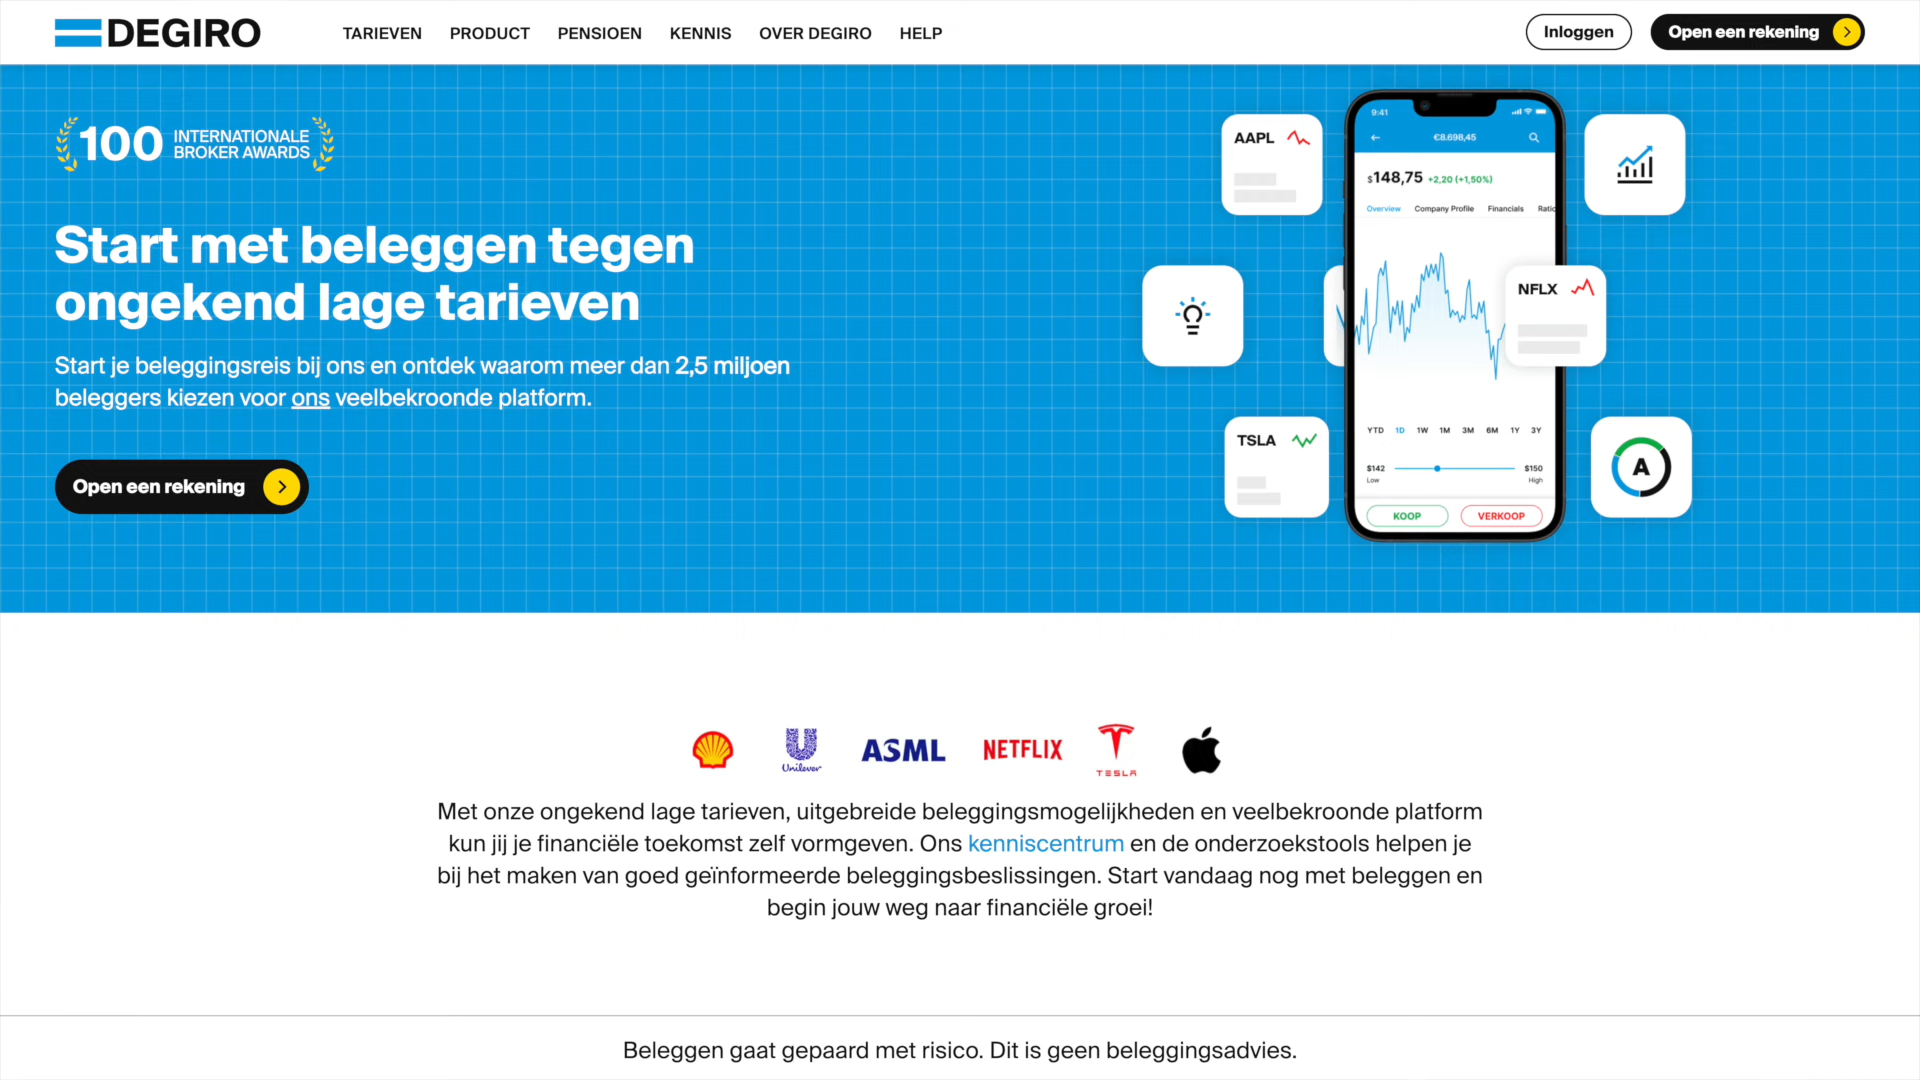 DEGIRO
TARIEVEN PRODUCT PENSIOEN KENNIS OVER DEGIRO HELP
Inloggen Open een rekening
100 INTERNATIONALE
BROKER AWARDS
Start met beleggen tegen
ongekend lage tarieven
Start je beleggingsreis bij ons en ontdek waarom meer dan 2,5 miljoen
beleggers kiezen voor ons veelbekroonde platform.
Open een rekening
AAPL
9:41
€8.698,45
$148,75 +2,20 (+1,50%)
Overview Company Profile Financials Ratio
NFLX
TSLA
YTD 1D 1W 1M 3M 6M 1Y 3Y
$142 $150
Low High
KOOP VERKOOP
A
Unilever ASML NETFLIX TESLA
Met onze ongekend lage tarieven, uitgebreide beleggingsmogelijkheden en veelbekroonde platform
kun jij je financiële toekomst zelf vormgeven. Ons kenniscentrum en de onderzoekstools helpen je
bij het maken van goed geïnformeerde beleggingsbeslissingen. Start vandaag nog met beleggen en
begin jouw weg naar financiële groei!
Beleggen gaat gepaard met risico. Dit is geen beleggingsadvies.